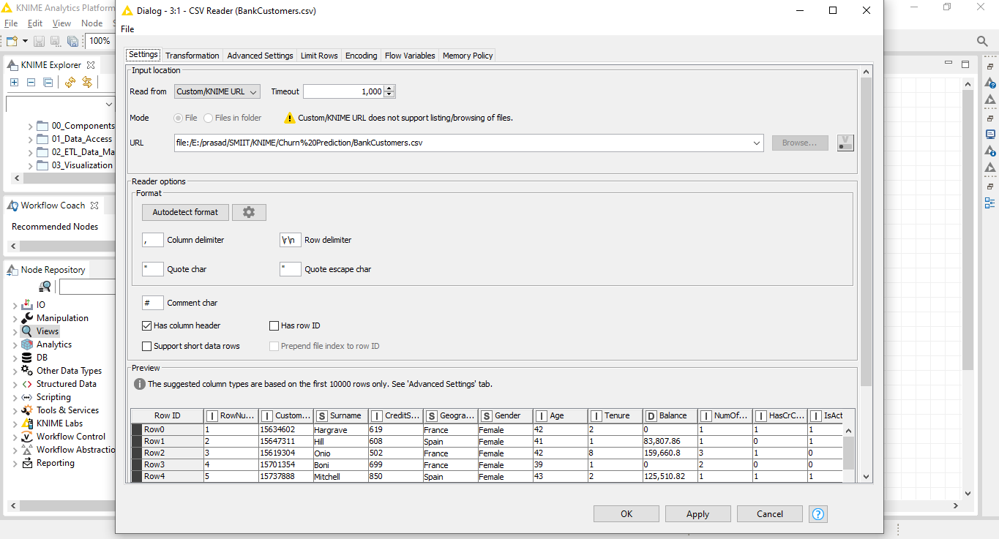 KNIME Analytics Platform
File Edit View Node
100%
KNIME Explorer
00_Components
01_Data_Access
02_ETL_Data_Ma
03_Visualization
Workflow Coach
Recommended Nodes
Node Repository
IO
Manipulation
Views
Analytics
DB
Other Data Types
Structured Data
Scripting
Tools & Services
KNIME Labs
Workflow Control
Workflow Abstractio
Reporting
Dialog - 3:1 - CSV Reader (BankCustomers.csv)
File
Settings Transformation Advanced Settings Limit Rows Encoding Flow Variables Memory Policy
Input location
Read from Custom/KNIME URL Timeout 1,000
Mode File Files in folder Custom/KNIME URL does not support listing/browsing of files.
URL file:/E:/prasad/SMIIT/KNIME/Churn%20Prediction/BankCustomers.csv Browse...
Reader options
Format
Autodetect format
, Column delimiter \r\n Row delimiter
" Quote char " Quote escape char
# Comment char
Has column header Has row ID
Support short data rows Prepend file index to row ID
Preview
The suggested column types are based on the first 10000 rows only. See 'Advanced Settings' tab.
Row ID I RowNu... I Custom... S Surname I CreditS... S Geogra... S Gender I Age I Tenure D Balance I NumOf... I HasCrC... I IsAct
Row0 1 15634602 Hargrave 619 France Female 42 2 0 1 1 1
Row1 2 15647311 Hill 608 Spain Female 41 1 83,807.86 1 0 1
Row2 3 15619304 Onio 502 France Female 42 8 159,660.8 3 1 0
Row3 4 15701354 Boni 699 France Female 39 1 0 2 0 0
Row4 5 15737888 Mitchell 850 Spain Female 43 2 125,510.82 1 1 1
OK Apply Cancel ?